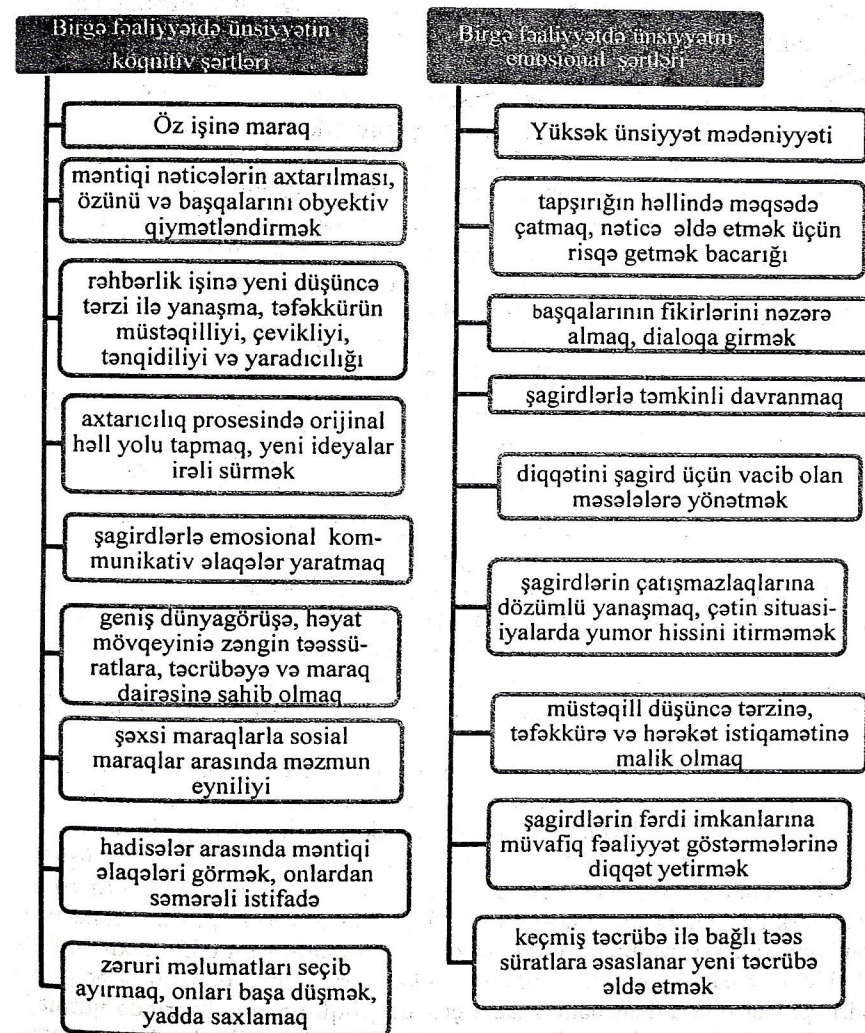 Birgə fəaliyyətdə ünsiyyətin
koqnitiv şərtləri
Öz işinə maraq
məntiqi nəticələrin axtarılması,
özünü və başqalarını obyektiv
qiymətləndirmək
rəhbərlik işinə yeni düşüncə
tərzi ilə yanaşma, təfəkkürün
müstəqilliyi, çevikliyi,
tənqidiliyi və yaradıcılığı
axtarıcılıq prosesində orijinal
həll yolu tapmaq, yeni ideyalar
irəli sürmək
şagirdlərlə emosional kom-
munikativ əlaqələr yaratmaq
geniş dünyagörüşə, həyat
mövqeyiniə zəngin təəssü-
ratlara, təcrübəyə və maraq
dairəsinə sahib olmaq
şəxsi maraqlarla sosial
maraqlar arasında məzmun
eyniliyi
hadisələr arasında məntiqi
əlaqələri görmək, onlardan
səmərəli istifadə
zəruri məlumatları seçib
ayırmaq, onları başa düşmək,
yadda saxlamaq
Birgə fəaliyyətdə ünsiyyətin
emosional şərtləri
Yüksək ünsiyyət mədəniyyəti
tapşırığın həllində məqsədə
çatmaq, nəticə əldə etmək üçün
risqə getmək bacarığı
başqalarının fikirlərini nəzərə
almaq, dialoqa girmək
şagirdlərlə təmkinli davranmaq
diqqətini şagird üçün vacib olan
məsələlərə yönətmək
şagirdlərin çatışmazlaqlarına
dözümlü yanaşmaq, çətin situasi-
iyalarda yumor hissini itirməmək
müstəqill düşüncə tərzinə,
təfəkkürə və hərəkət istiqamətinə
malik olmaq
şagirdlərin fərdi imkanlarına
müvafiq fəaliyyət göstərmələrinə
diqqət yetirmək
keçmiş təcrübə ilə bağlı təəs
süratlara əsaslanar yeni təcrübə
əldə etmək